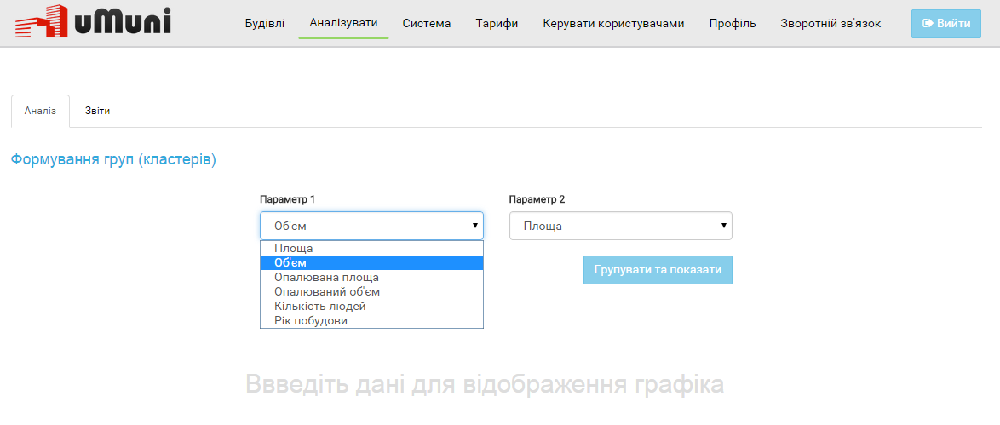 uMuni
Будівлі Аналізувати Система Тарифи Керувати користувачами Профіль Зворотній зв'язок Вийти
Аналіз Звіти
Формування груп (кластерів)
Параметр 1 Параметр 2
Об'єм Площа
Площа
Об'єм
Опалювана площа
Опалюваний об'єм
Кількість людей
Рік побудови
Групувати та показати
Ввведіть дані для відображення графіка